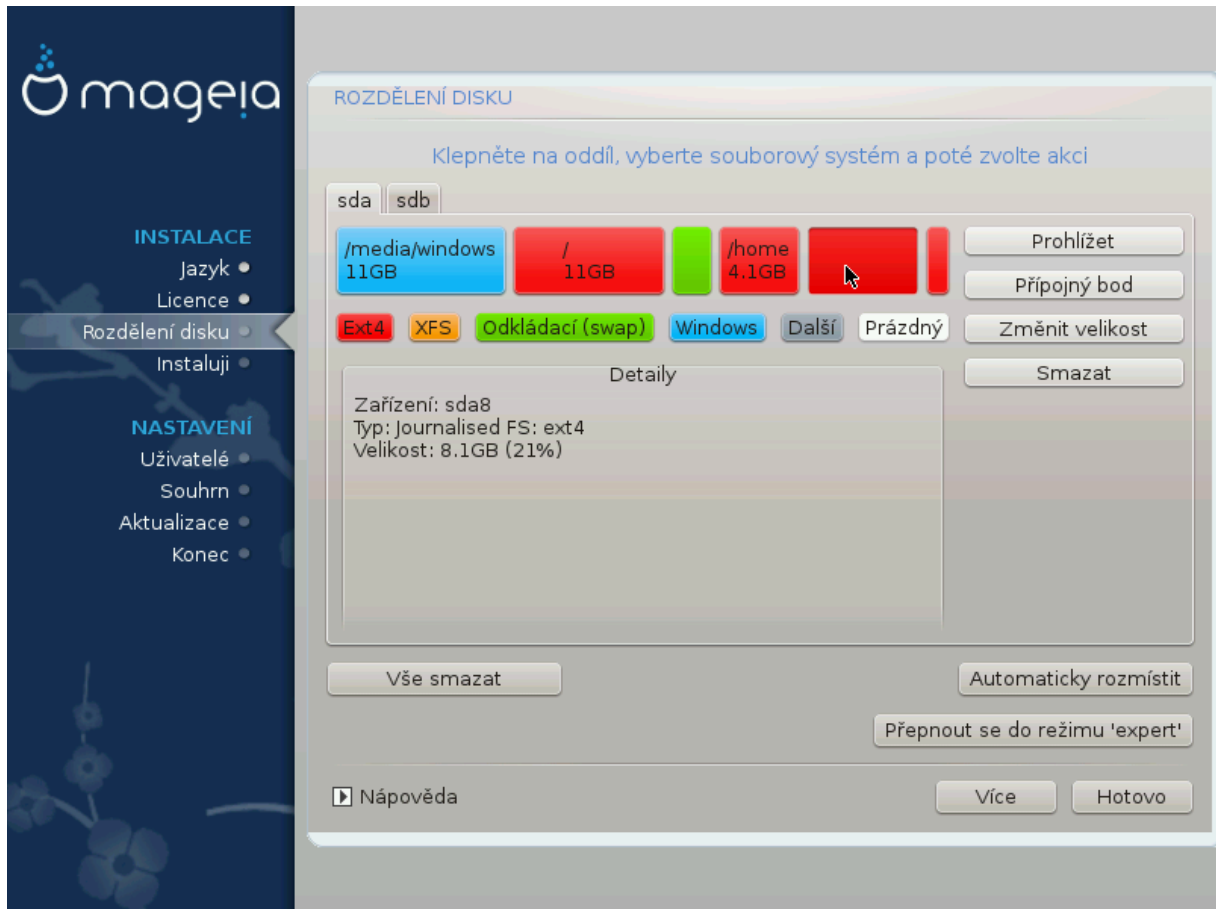 mageia
INSTALACE
Jazyk
Licence
Rozdělení disku
Instaluji
NASTAVENÍ
Uživatelé
Souhrn
Aktualizace
Konec
ROZDĚLENÍ DISKU
Klepněte na oddíl, vyberte souborový systém a poté zvolte akci
sda sdb
/media/windows
11GB
/
11GB
/home
4.1GB
Ext4 XFS Odkládací (swap) Windows Další Prázdný
Prohlížet
Přípojný bod
Změnit velikost
Smazat
Detaily
Zařízení: sda8
Typ: Journalised FS: ext4
Velikost: 8.1GB (21%)
Vše smazat
Automaticky rozmístit
Přepnout se do režimu 'expert'
Nápověda
Více
Hotovo